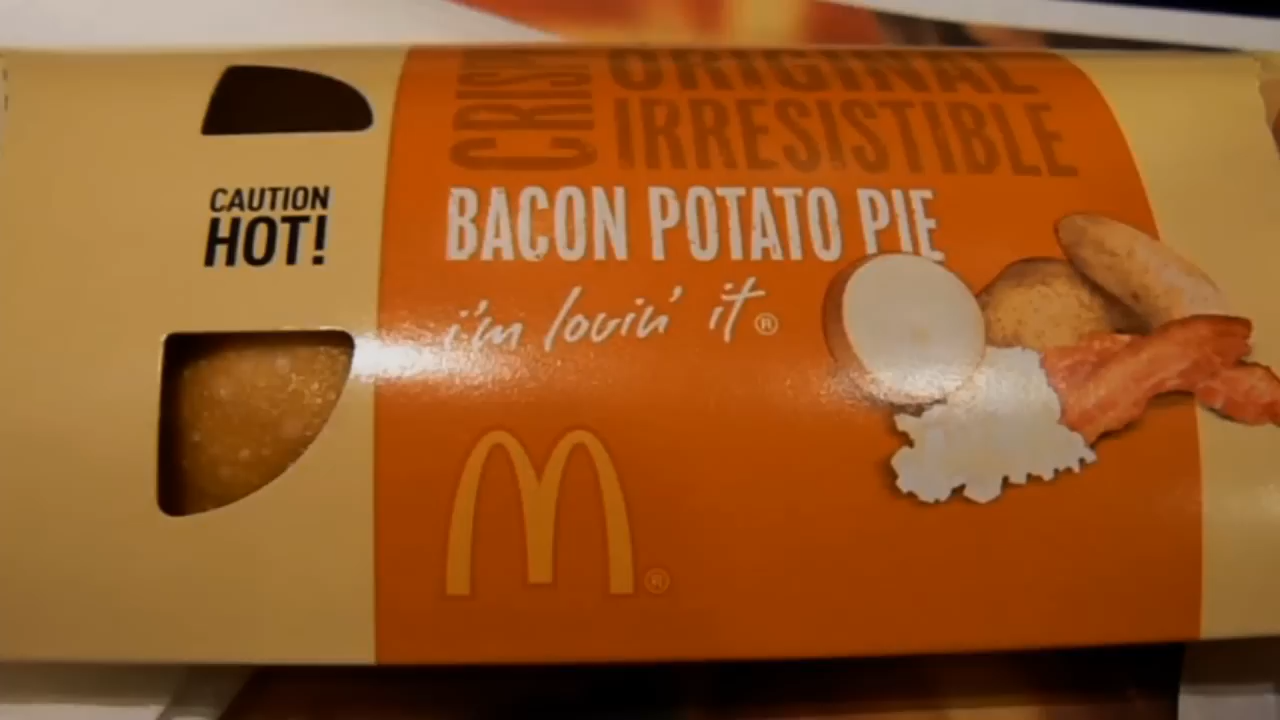 CAUTION
HOT!
ORIGINAL
IRRESISTIBLE
BACON POTATO PIE
i'm lovin' it®
M®